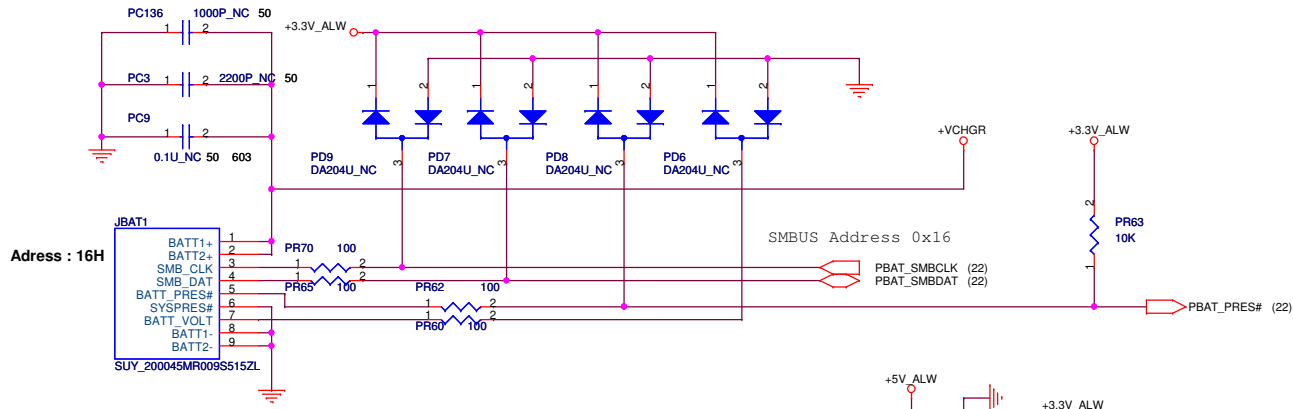 PC136 1000P_NC 50
1 2
+3.3V_ALW
PC3 2200P_NC 50
1 2
1 2 1 2 1 2 1 2
PC9
1 2
0.1U_NC 50 603
+VCHGR
+3.3V_ALW
3 3 3 3
PD9 PD7 PD8 PD6
DA204U_NC DA204U_NC DA204U_NC DA204U_NC
2
PR63
10K
1
JBAT1
Adress : 16H
SMBUS Address 0x16
BATT1+ 1
BATT2+ 2
SMB_CLK 3
SMB_DAT 4
BATT_PRES# 5
SYSPRES# 6
BATT_VOLT 7
BATT1- 8
BATT2- 9
PR70 100
1 2
PBAT_SMBCLK (22)
1 2
PR65 100
PBAT_SMBDAT (22)
PR62 100
1 2
PBAT_PRES# (22)
1 2
PR60 100
SUY_200045MR009S515ZL
+5V_ALW
+3.3V_ALW